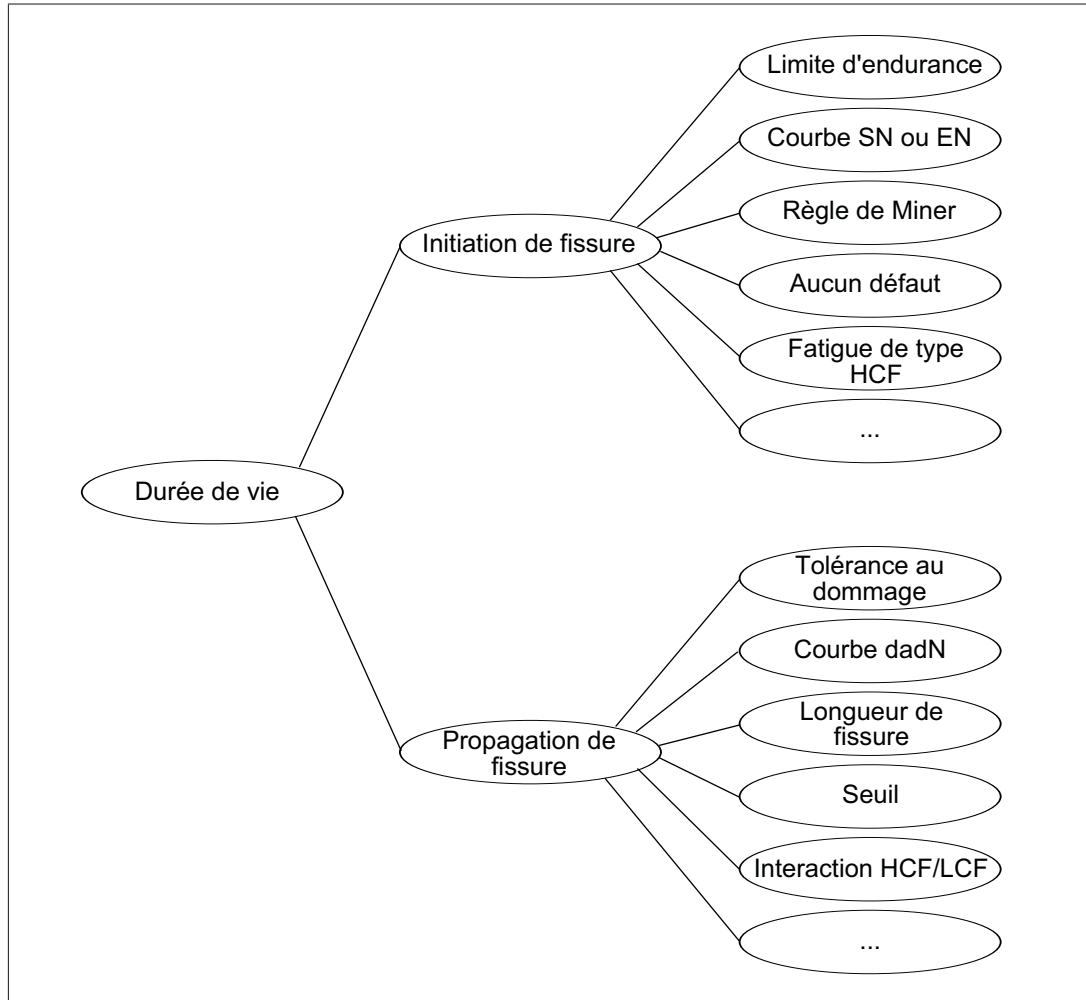 Limite d'endurance
Courbe SN ou EN
Règle de Miner
Initiation de fissure
Aucun défaut
Fatigue de type
HCF
...
Durée de vie
Tolérance au
dommage
Courbe dadN
Longueur de
fissure
Propagation de
fissure
Seuil
Interaction HCF/LCF
...